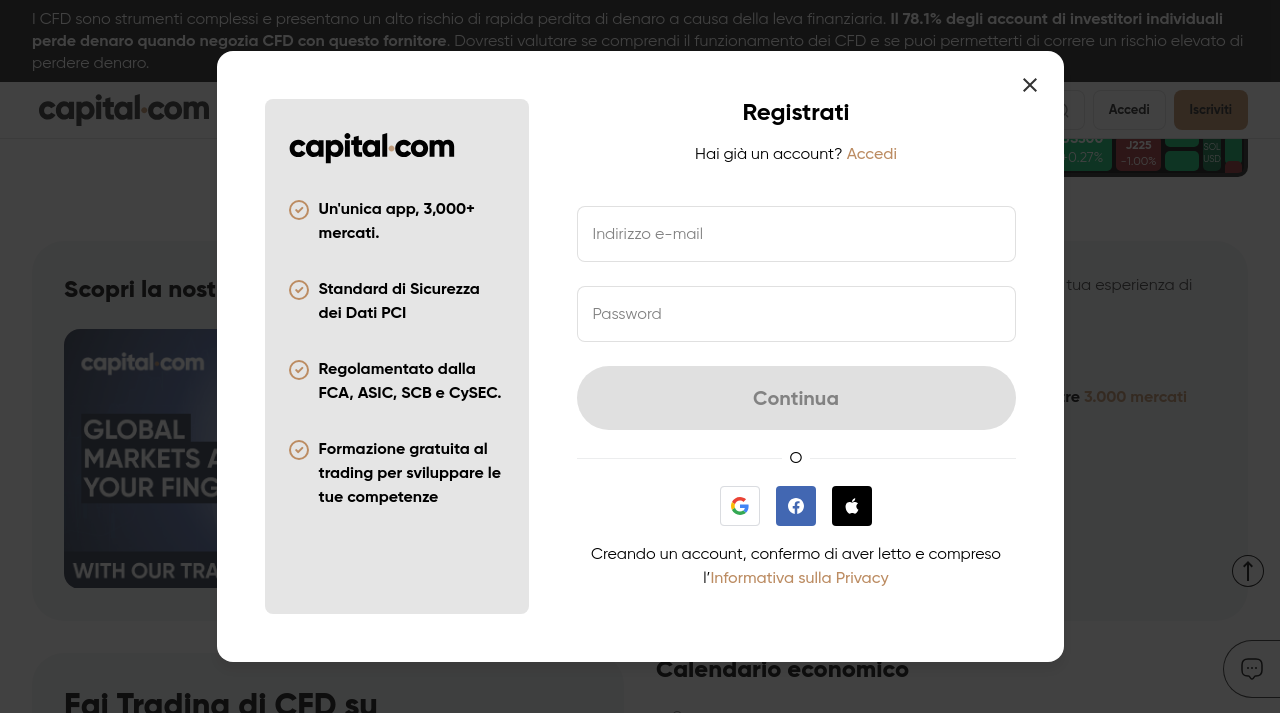 I CFD sono strumenti complessi e presentano un alto rischio di rapida perdita di denaro a causa della leva finanziaria. Il 78.1% degli account di investitori individuali
perde denaro quando negozia CFD con questo fornitore. Dovresti valutare se comprendi il funzionamento dei CFD e se puoi permetterti di correre un rischio elevato di
perdere denaro.
capital.com
Accedi
Iscriviti
+0.27%
J225
-1.00%
SOL
USD
capital.com
Un'unica app, 3,000+
mercati.
Standard di Sicurezza
dei Dati PCI
Regolamentato dalla
FCA, ASIC, SCB e CySEC.
Formazione gratuita al
trading per sviluppare le
tue competenze
Registrati
Hai già un account? Accedi
Indirizzo e-mail
Password
Continua
O
Creando un account, confermo di aver letto e compreso
l’Informativa sulla Privacy
Scopri la nost
tua esperienza di
capital.com
GLOBAL
MARKETS A
YOUR FING
WITH OUR TRA
tre 3.000 mercati
Fai Trading di CFD su
Calendario economico